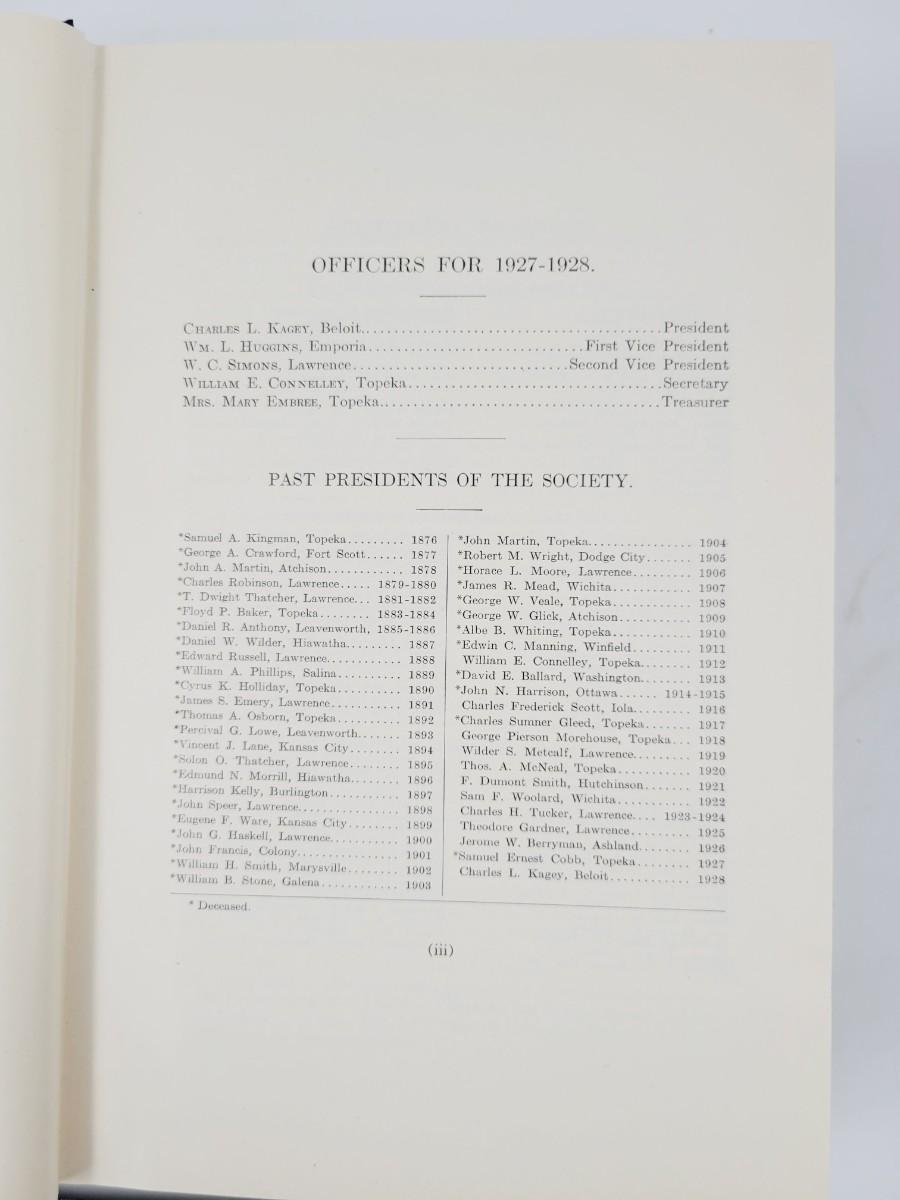 OFFICERS FOR 1927-1928.
CHARLES L. KAGEY, Beloit........................................President
WM. L. HUGGINS, Emporia.............................First Vice President
W. C. SIMONS, Lawrence.............................Second Vice President
WILLIAM E. CONNELLEY, Topeka..................................Secretary
MRS. MARY EMBREE, Topeka.....................................Treasurer
PAST PRESIDENTS OF THE SOCIETY.
*Samuel A. Kingman, Topeka......... 1876
*George A. Crawford, Fort Scott...... 1877
*John A. Martin, Atchison............ 1878
*Charles Robinson, Lawrence..... 1879-1880
*T. Dwight Thatcher, Lawrence... 1881-1882
*Floyd P. Baker, Topeka........ 1883-1884
*Daniel R. Anthony, Leavenworth, 1885-1886
*Daniel W. Wilder, Hiawatha......... 1887
*Edward Russell, Lawrence............ 1888
*William A. Phillips, Salina.......... 1889
*Cyrus K. Holliday, Topeka.......... 1890
*James S. Emery, Lawrence........... 1891
*Thomas A. Osborn, Topeka.......... 1892
*Percival G. Lowe, Leavenworth....... 1893
*Vincent J. Lane, Kansas City........ 1894
*Solon O. Thatcher, Lawrence......... 1895
*Edmund N. Morrill, Hiawatha........ 1896
*Harrison Kelly, Burlington........... 1897
*John Speer, Lawrence............... 1898
*Eugene F. Ware, Kansas City........ 1899
*John G. Haskell, Lawrence........... 1900
*John Francis, Colony............... 1901
*William H. Smith, Marysville........ 1902
*William B. Stone, Galena............ 1903
*John Martin, Topeka................ 1904
*Robert M. Wright, Dodge City....... 1905
*Horace L. Moore, Lawrence......... 1906
*James R. Mead, Wichita............ 1907
*George W. Veale, Topeka............ 1908
*George W. Glick, Atchison........... 1909
*Albe B. Whiting, Topeka............ 1910
*Edwin C. Manning, Winfield.......... 1911
William E. Connelley, Topeka........ 1912
*David E. Ballard, Washington........ 1913
*John N. Harrison, Ottawa...... 1914-1915
Charles Frederick Scott, Iola......... 1916
*Charles Sumner Gleed, Topeka....... 1917
George Pierson Morehouse, Topeka... 1918
Wilder S. Metcalf, Lawrence.......... 1919
Thos. A. McNeal, Topeka........... 1920
F. Dumont Smith, Hutchinson....... 1921
Sam F. Woolard, Wichita............ 1922
Charles H. Tucker, Lawrence.... 1923-1924
Theodore Gardner, Lawrence......... 1925
Jerome W. Berryman, Ashland........ 1926
*Samuel Ernest Cobb, Topeka........ 1927
Charles L. Kagey, Beloit............ 1928
* Deceased.
(iii)